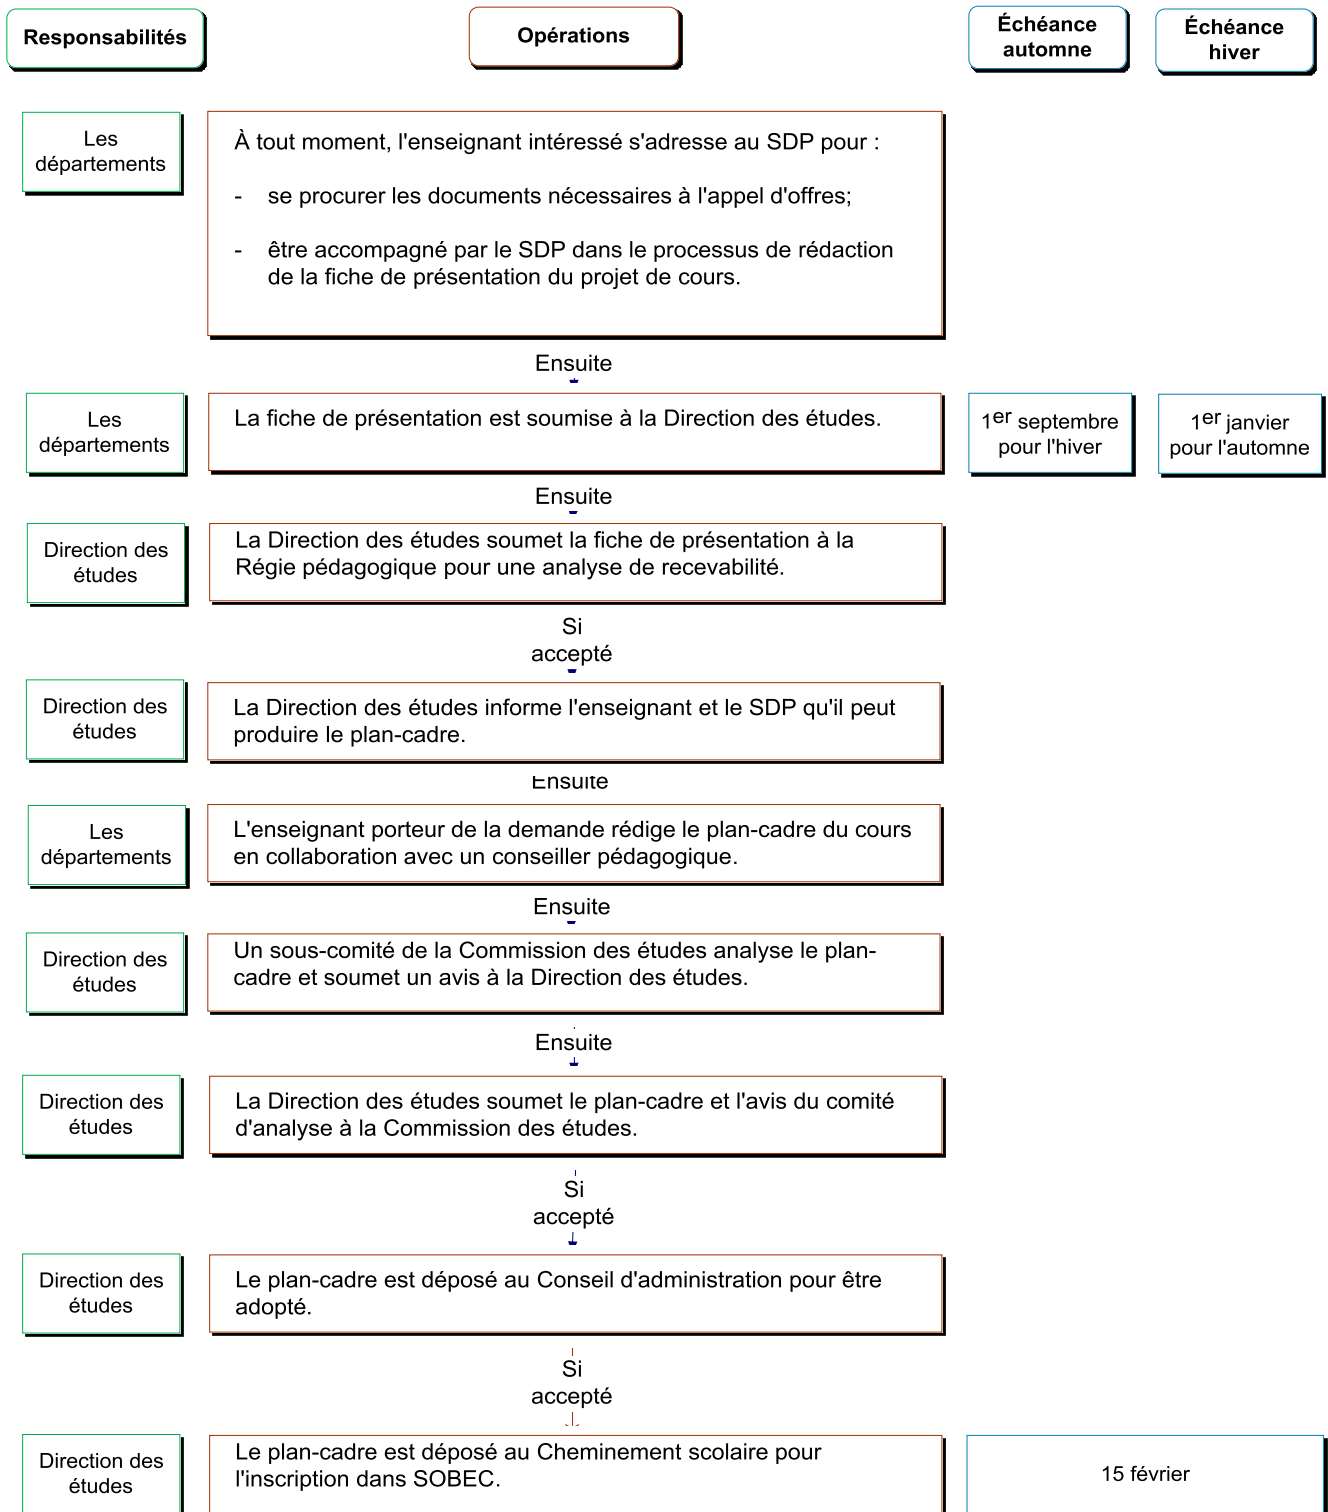 Responsabilités
Opérations
Échéance
automne
Échéance
hiver
Les
départements
À tout moment, l'enseignant intéressé s'adresse au SDP pour :
- se procurer les documents nécessaires à l'appel d'offres;
- être accompagné par le SDP dans le processus de rédaction
de la fiche de présentation du projet de cours.
Ensuite
Les
départements
La fiche de présentation est soumise à la Direction des études.
1er septembre
pour l'hiver
1er janvier
pour l'automne
Ensuite
Direction des
études
La Direction des études soumet la fiche de présentation à la
Régie pédagogique pour une analyse de recevabilité.
Si
accepté
Direction des
études
La Direction des études informe l'enseignant et le SDP qu'il peut
produire le plan-cadre.
Ensuite
Les
départements
L'enseignant porteur de la demande rédige le plan-cadre du cours
en collaboration avec un conseiller pédagogique.
Ensuite
Direction des
études
Un sous-comité de la Commission des études analyse le plan-
cadre et soumet un avis à la Direction des études.
Ensuite
Direction des
études
La Direction des études soumet le plan-cadre et l'avis du comité
d'analyse à la Commission des études.
Si
accepté
Direction des
études
Le plan-cadre est déposé au Conseil d'administration pour être
adopté.
Si
accepté
Direction des
études
Le plan-cadre est déposé au Cheminement scolaire pour
l'inscription dans SOBEC.
15 février